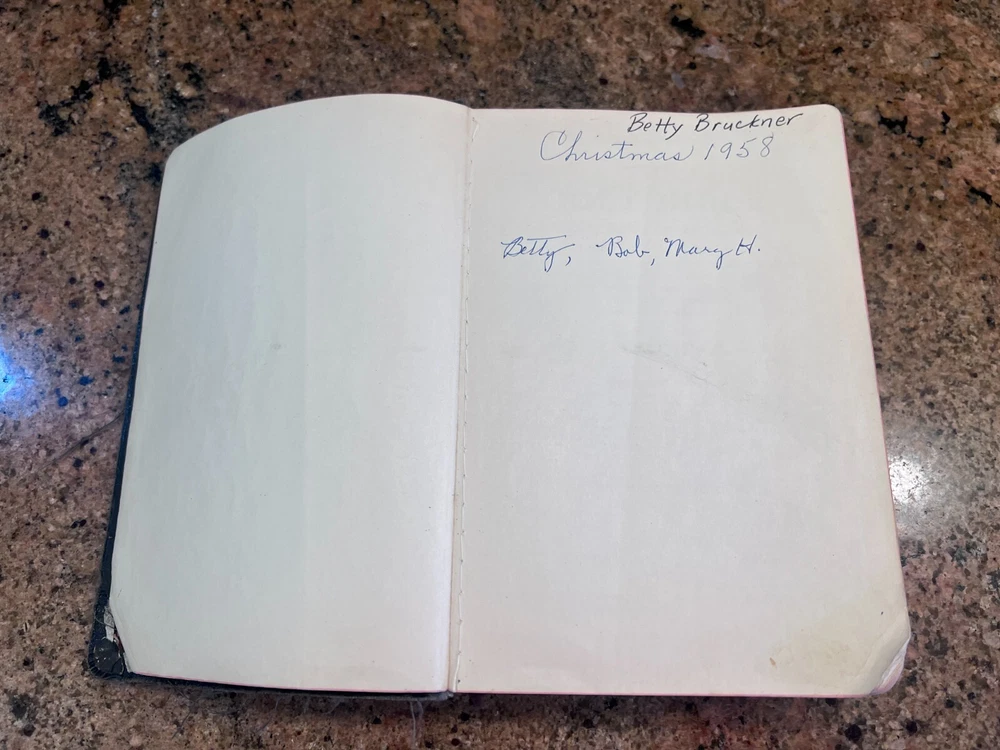 Betty Bruckner
Christmas 1958
Betty, Bob, Mary H.